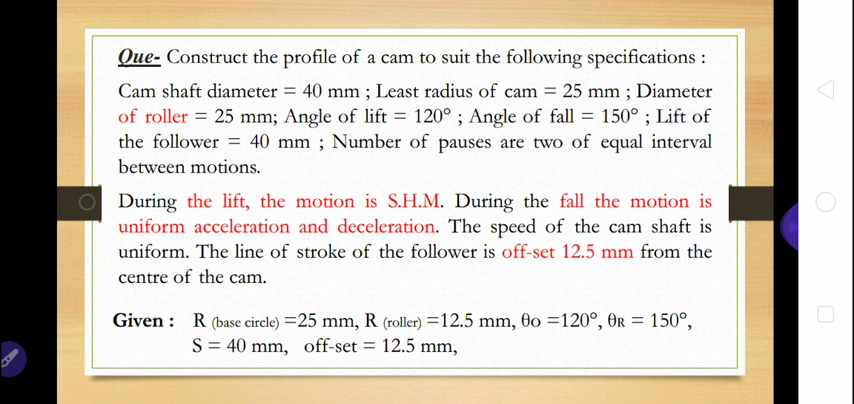 Que- Construct the profile of a cam to suit the following specifications :
Cam shaft diameter = 40 mm ; Least radius of cam = 25 mm ; Diameter
of roller = 25 mm; Angle of lift = 120° ; Angle of fall = 150° ; Lift of
the follower = 40 mm ; Number of pauses are two of equal interval
between motions.
During the lift, the motion is S.H.M. During the fall the motion is
uniform acceleration and deceleration. The speed of the cam shaft is
uniform. The line of stroke of the follower is off-set 12.5 mm from the
centre of the cam.
Given : R (base circle) =25 mm, R (roller) =12.5 mm, θo =120°, θR = 150°,
S = 40 mm, off-set = 12.5 mm,